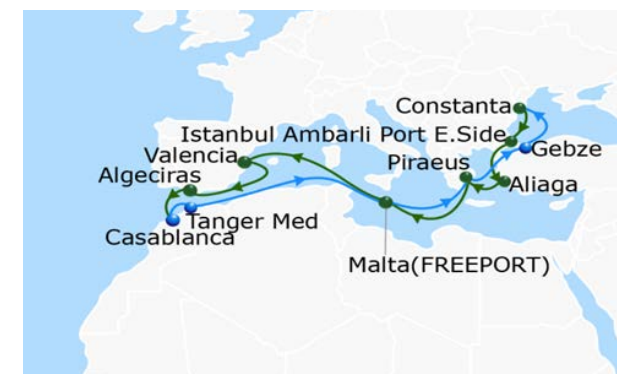 Constanta
Istanbul Ambarli Port E.Side
Gebze
Valencia
Piraeus
Algeciras
Aliaga
Tanger Med
Casablanca
Malta(FREEPORT)